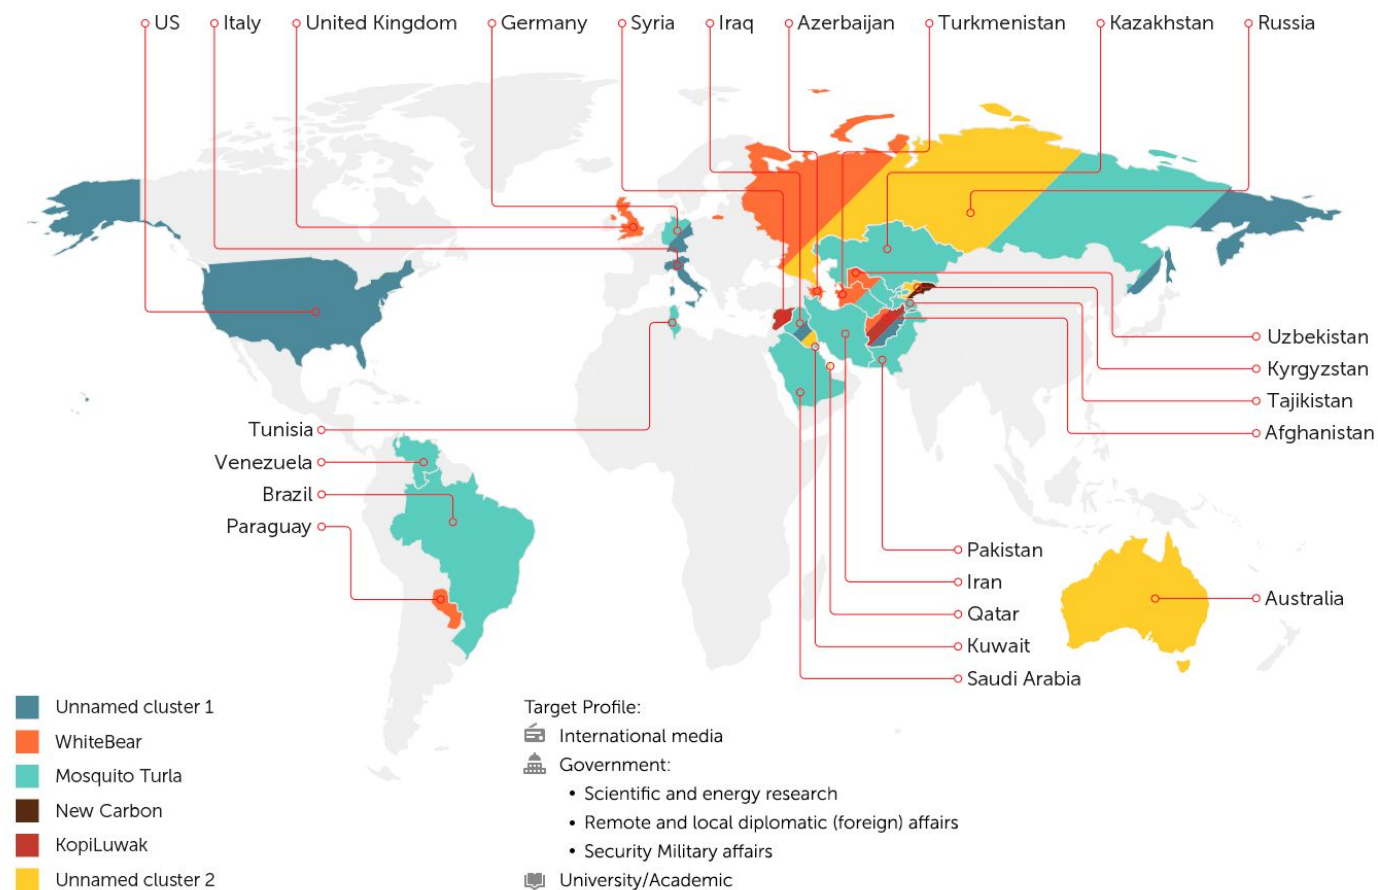 US
Italy
United Kingdom
Germany
Syria
Iraq
Azerbaijan
Turkmenistan
Kazakhstan
Russia
Uzbekistan
Kyrgyzstan
Tajikistan
Afghanistan
Tunisia
Venezuela
Brazil
Paraguay
Pakistan
Iran
Qatar
Kuwait
Saudi Arabia
Australia
Unnamed cluster 1
WhiteBear
Mosquito Turla
New Carbon
KopiLuwak
Unnamed cluster 2
Target Profile:
International media
Government:
• Scientific and energy research
• Remote and local diplomatic (foreign) affairs
• Security Military affairs
University/Academic